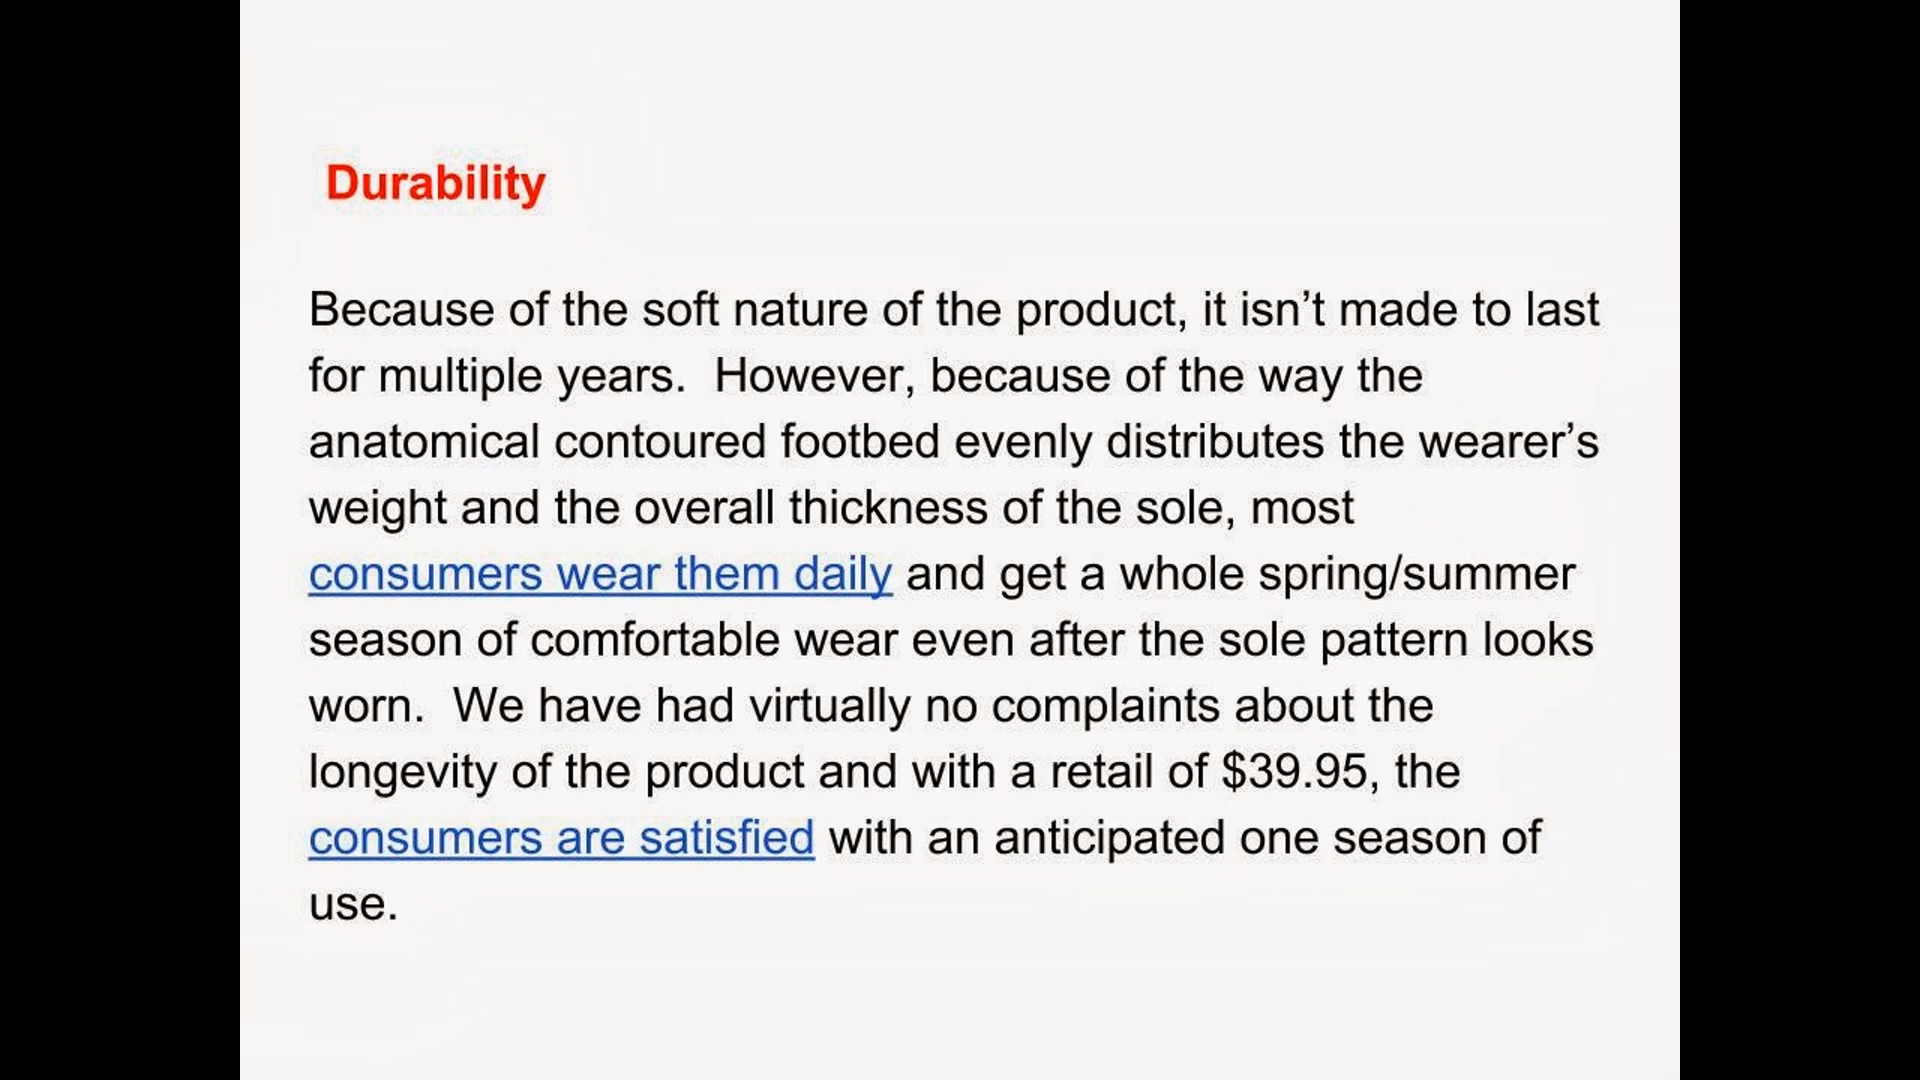 Durability
Because of the soft nature of the product, it isn’t made to last
for multiple years.  However, because of the way the
anatomical contoured footbed evenly distributes the wearer’s
weight and the overall thickness of the sole, most
consumers wear them daily and get a whole spring/summer
season of comfortable wear even after the sole pattern looks
worn.  We have had virtually no complaints about the
longevity of the product and with a retail of $39.95, the
consumers are satisfied with an anticipated one season of
use.